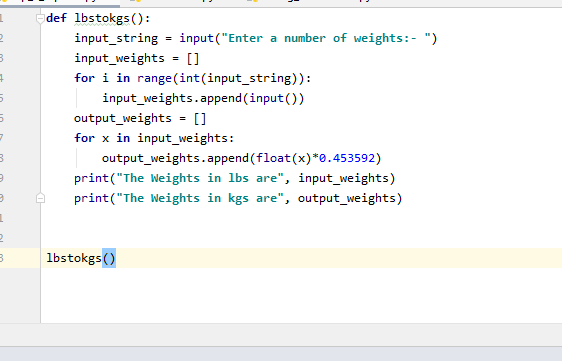 def lbstokgs():
    input_string = input("Enter a number of weights:- ")
    input_weights = []
    for i in range(int(input_string)):
        input_weights.append(input())
    output_weights = []
    for x in input_weights:
        output_weights.append(float(x)*0.453592)
    print("The Weights in lbs are", input_weights)
    print("The Weights in kgs are", output_weights)
lbstokgs()